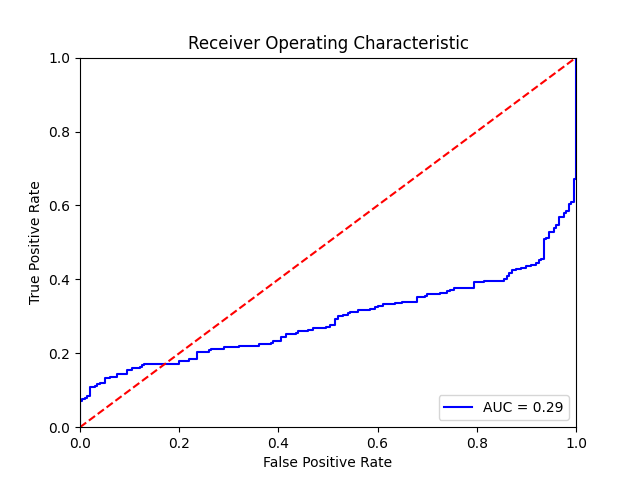 Receiver Operating Characteristic
1.0
0.8
0.6
0.4
0.2
0.0
True Positive Rate
AUC = 0.29
0.0 0.2 0.4 0.6 0.8 1.0
False Positive Rate